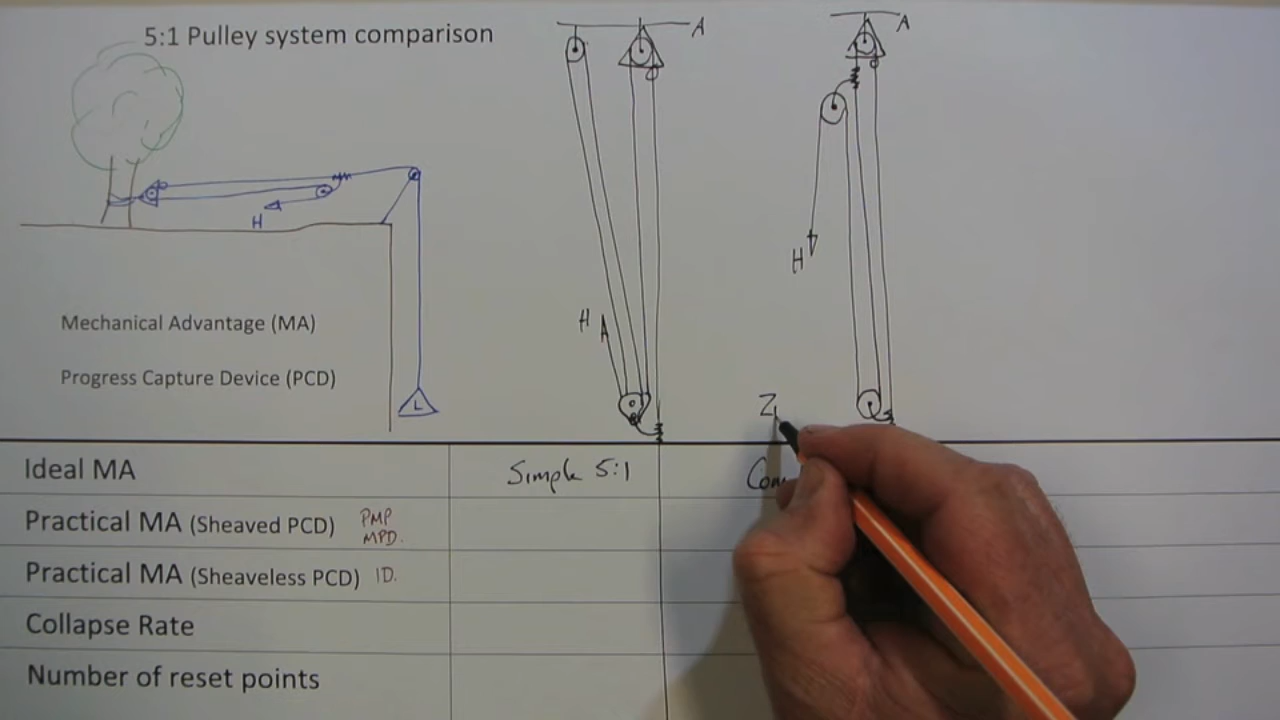 5:1 Pulley system comparison
A
A
H
H
H
Mechanical Advantage (MA)
Progress Capture Device (PCD)
L
Z
Ideal MA
Simple 5:1
Practical MA (Sheaved PCD) PMP
MPD.
Practical MA (Sheaveless PCD) ID.
Collapse Rate
Number of reset points